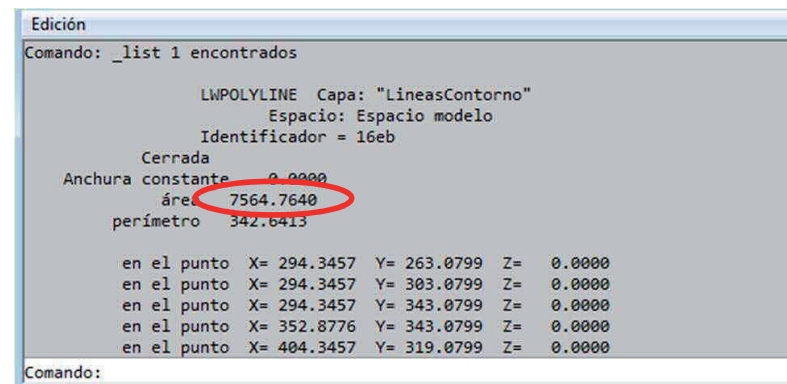 Edición
Comando: _list 1 encontrados
LWPOLYLINE Capa: "LineasContorno"
Espacio: Espacio modelo
Identificador = 16eb
Cerrada
Anchura constante 0.0000
área 7564.7640
perímetro 342.6413
en el punto X= 294.3457 Y= 263.0799 Z= 0.0000
en el punto X= 294.3457 Y= 303.0799 Z= 0.0000
en el punto X= 294.3457 Y= 343.0799 Z= 0.0000
en el punto X= 352.8776 Y= 343.0799 Z= 0.0000
en el punto X= 404.3457 Y= 319.0799 Z= 0.0000
Comando: